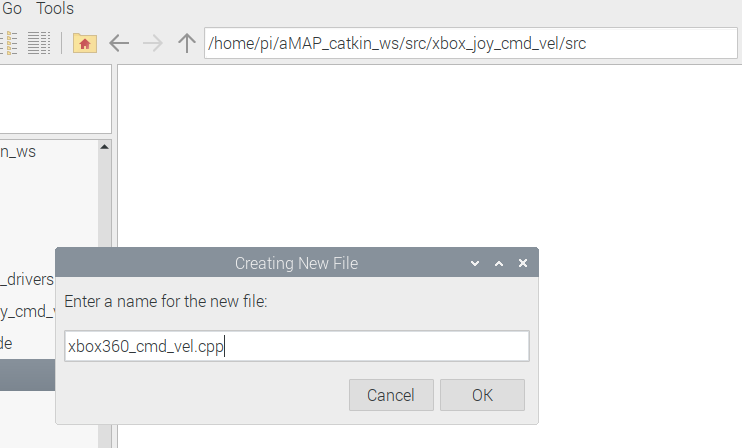 Go Tools
/home/pi/aMAP_catkin_ws/src/xbox_joy_cmd_vel/src
n_ws
Creating New File
_drivers
Enter a name for the new file:
y_cmd_v
de
xbox360_cmd_vel.cpp
Cancel OK